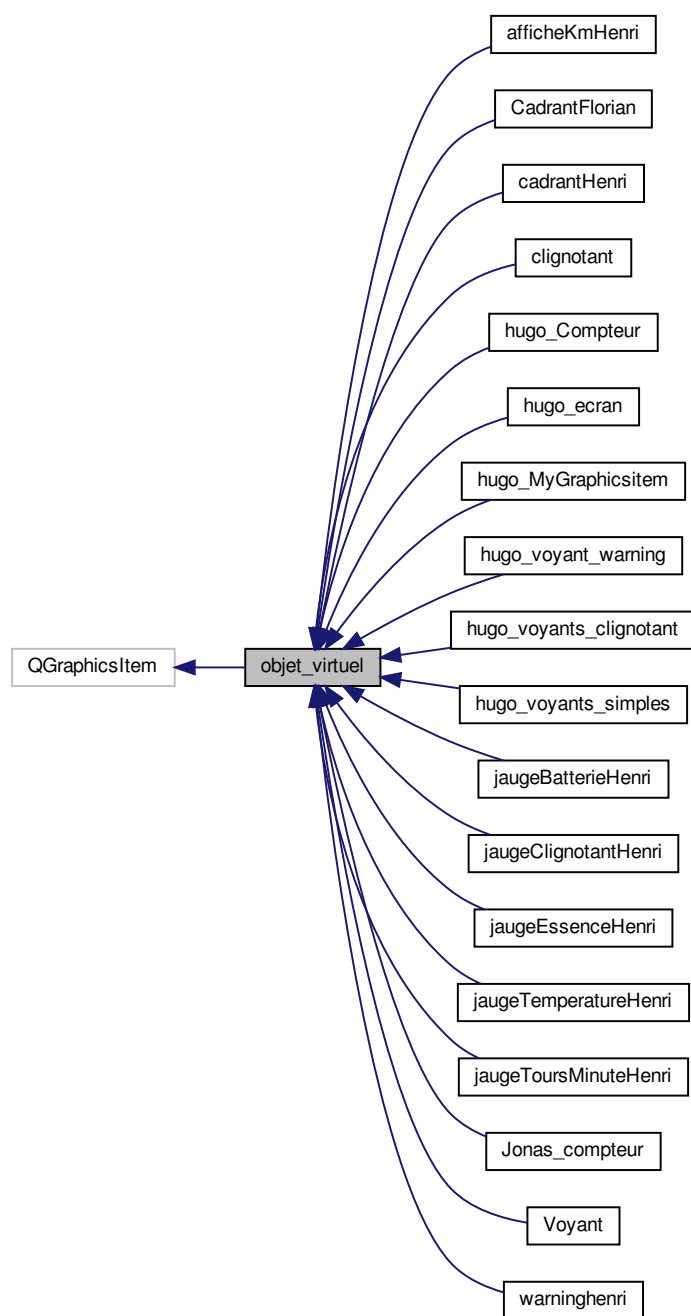 afficheKmHenri
CadrantFlorian
cadrantHenri
clignotant
hugo_Compteur
hugo_ecran
hugo_MyGraphicsitem
hugo_voyant_warning
hugo_voyants_clignotant
QGraphicsItem
objet_virtuel
hugo_voyants_simples
jaugeBatterieHenri
jaugeClignotantHenri
jaugeEssenceHenri
jaugeTemperatureHenri
jaugeToursMinuteHenri
Jonas_compteur
Voyant
warninghenri